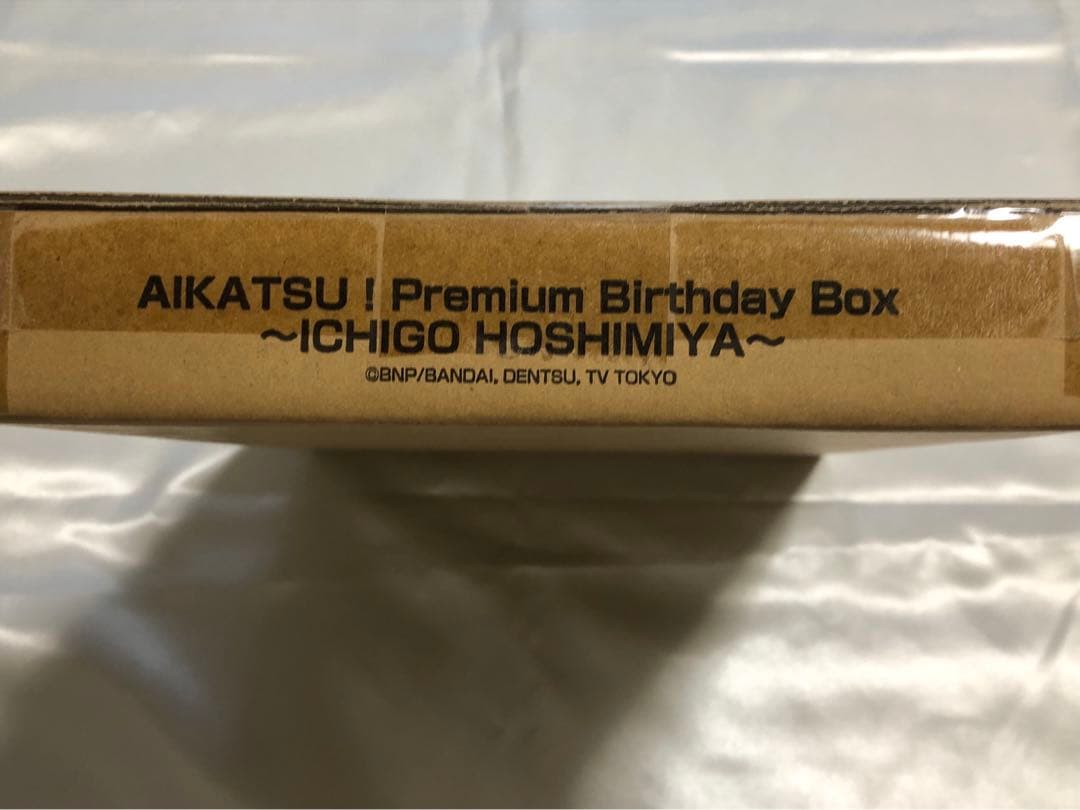 AIKATSU! Premium Birthday Box
～ICHIGO HOSHIMIYA～
©BNP/BANDAI, DENTSU, TV TOKYO